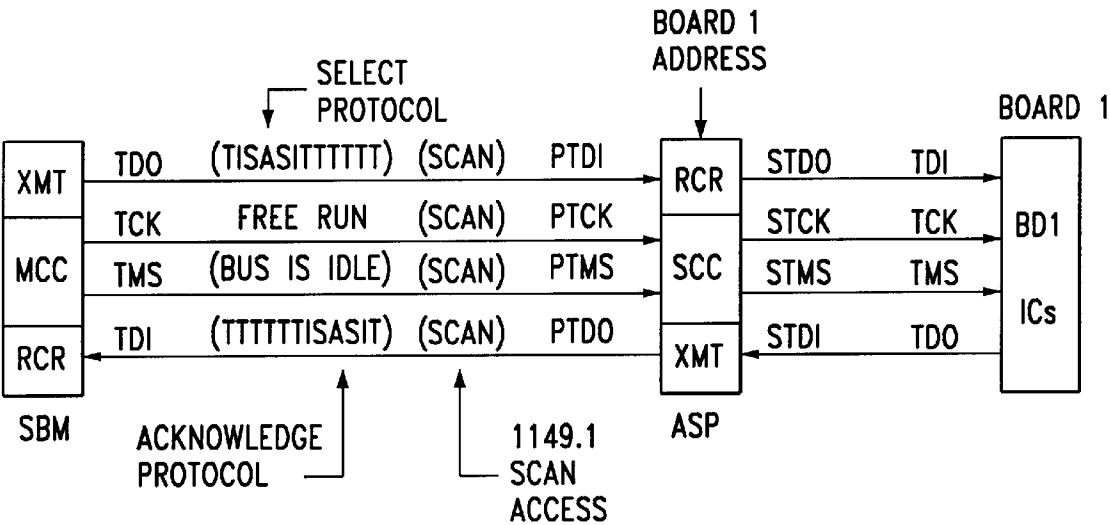 BOARD 1
ADDRESS
SELECT
PROTOCOL
BOARD 1
XMT TDO (TISASITTTTTT) (SCAN) PTDI RCR STDO TDI
TCK FREE RUN (SCAN) PTCK STCK TCK BD1
MCC TMS (BUS IS IDLE) (SCAN) PTMS SCC STMS TMS
ICs
RCR TDI (TTTTTTISASIT) (SCAN) PTDO XMT STDI TDO
SBM ASP
ACKNOWLEDGE
PROTOCOL
1149.1
SCAN
ACCESS